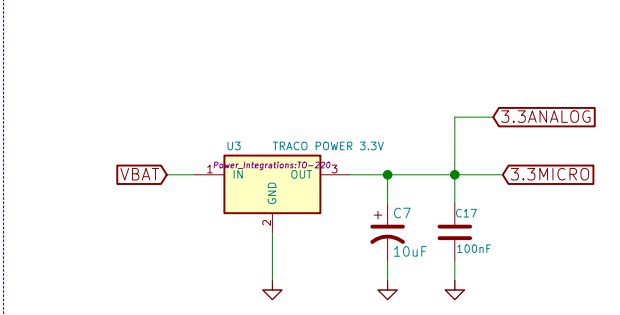 3.3ANALOG
U3 TRACO POWER 3.3V
Power_Integrations:TO-220
VBAT 1 IN OUT 3 3.3MICRO
GND
2
+ C7 C17
10uF 100nF